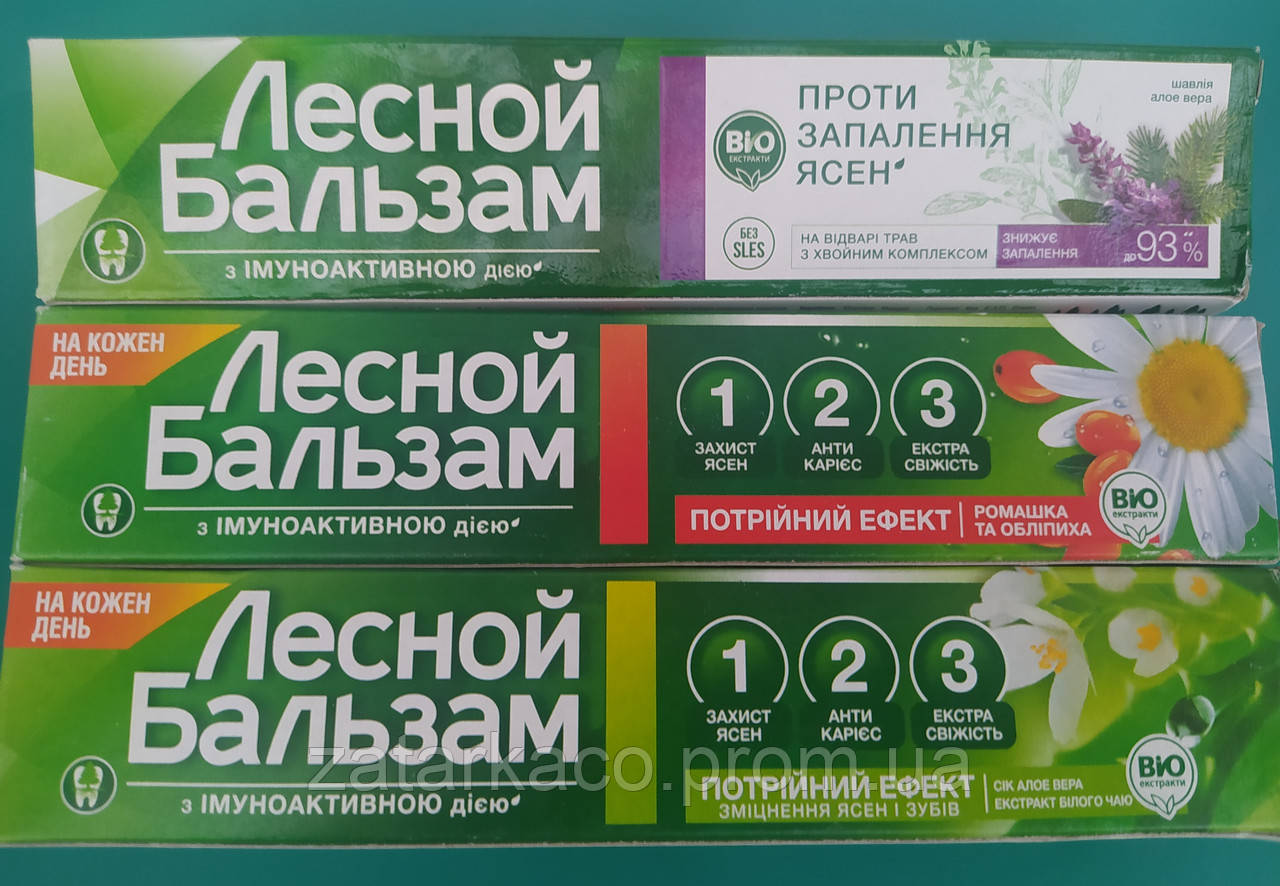 Лесной
Бальзам
з ІМУНОАКТИВНОЮ дією
BIO
ЕКСТРАКТИ
ПРОТИ
ЗАПАЛЕННЯ
ЯСЕН
шавлія
алое вера
БЕЗ
SLES
НА ВІДВАРІ ТРАВ
З ХВОЙНИМ КОМПЛЕКСОМ
ЗНИЖУЄ
ЗАПАЛЕННЯ
до 93%
НА КОЖЕН
ДЕНЬ
Лесной
Бальзам
з ІМУНОАКТИВНОЮ дією
1 2 3
ЗАХИСТ
ЯСЕН
АНТИ
КАРІЄС
ЕКСТРА
СВІЖІСТЬ
ПОТРІЙНИЙ ЕФЕКТ
РОМАШКА
ТА ОБЛІПИХА
BIO
екстракти
НА КОЖЕН
ДЕНЬ
Лесной
Бальзам
з ІМУНОАКТИВНОЮ дією
1 2 3
ЗАХИСТ
ЯСЕН
АНТИ
КАРІЄС
ЕКСТРА
СВІЖІСТЬ
ПОТРІЙНИЙ ЕФЕКТ
ЗМІЦНЕННЯ ЯСЕН І ЗУБІВ
СІК АЛОЕ ВЕРА
ЕКСТРАКТ БІЛОГО ЧАЮ
BIO
екстракти
zatarkaco.prom.ua